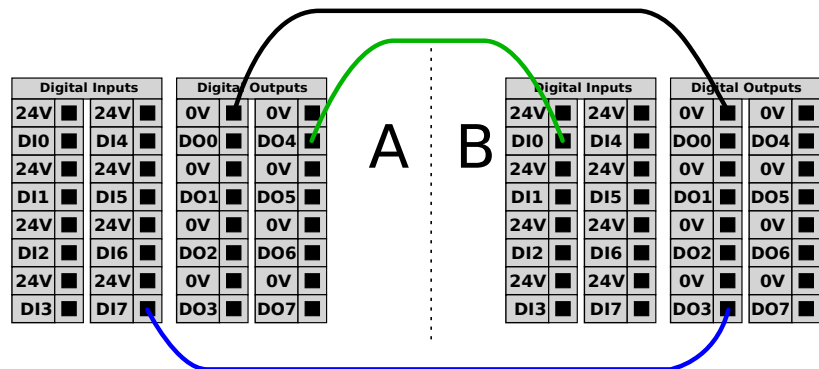 Digital Inputs Digital Outputs Digital Inputs Digital Outputs
24V 24V 0V 0V 24V 24V 0V 0V
DI0 DI4 DO0 DO4 A B DI0 DI4 DO0 DO4
24V 24V 0V 0V 24V 24V 0V 0V
DI1 DI5 DO1 DO5 DI1 DI5 DO1 DO5
24V 24V 0V 0V 24V 24V 0V 0V
DI2 DI6 DO2 DO6 DI2 DI6 DO2 DO6
24V 24V 0V 0V 24V 24V 0V 0V
DI3 DI7 DO3 DO7 DI3 DI7 DO3 DO7